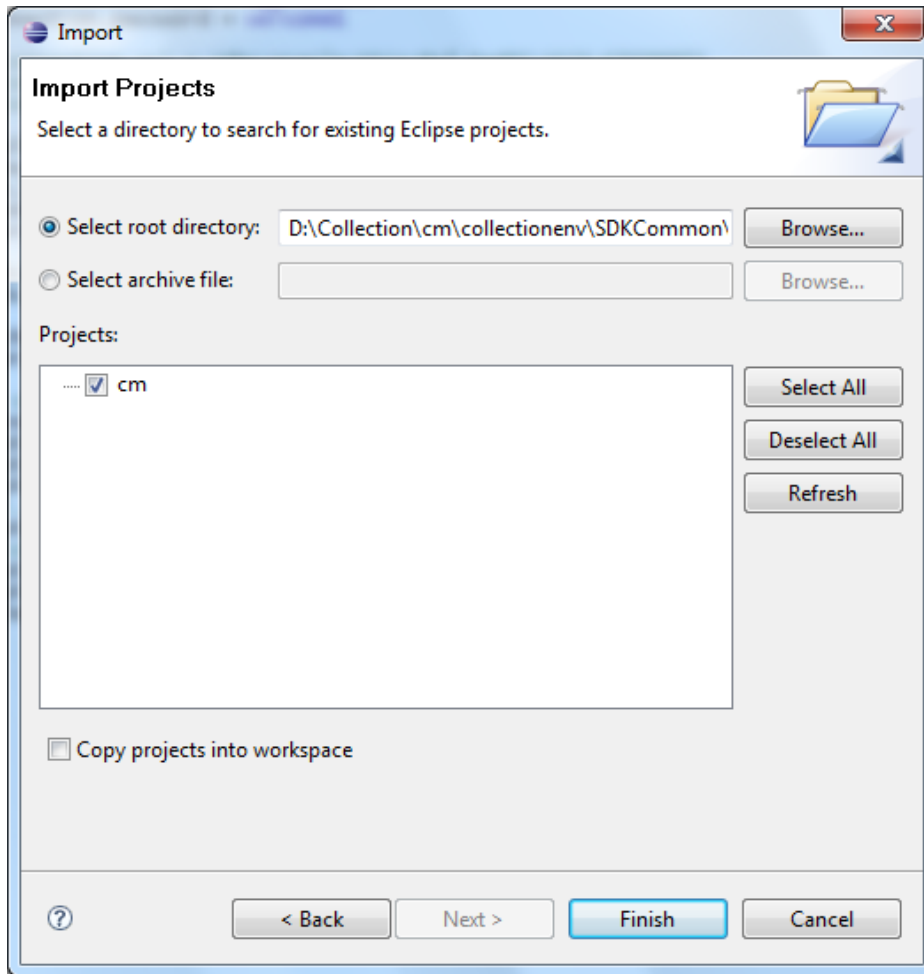 Import
Import Projects
Select a directory to search for existing Eclipse projects.
Select root directory: D:\Collection\cm\collectionenv\SDKCommon\ Browse...
Select archive file: Browse...
Projects:
cm
Select All
Deselect All
Refresh
Copy projects into workspace
< Back Next > Finish Cancel